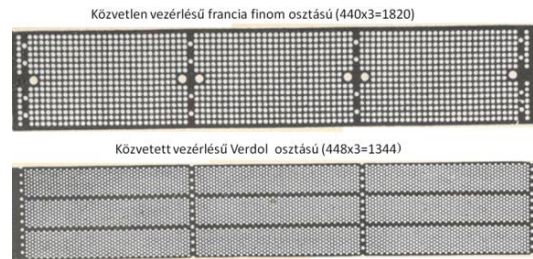 Közvetlen vezérlésű francia finom osztású (440x3=1820)
Közvetett vezérlésű Verdol osztású (448x3=1344)